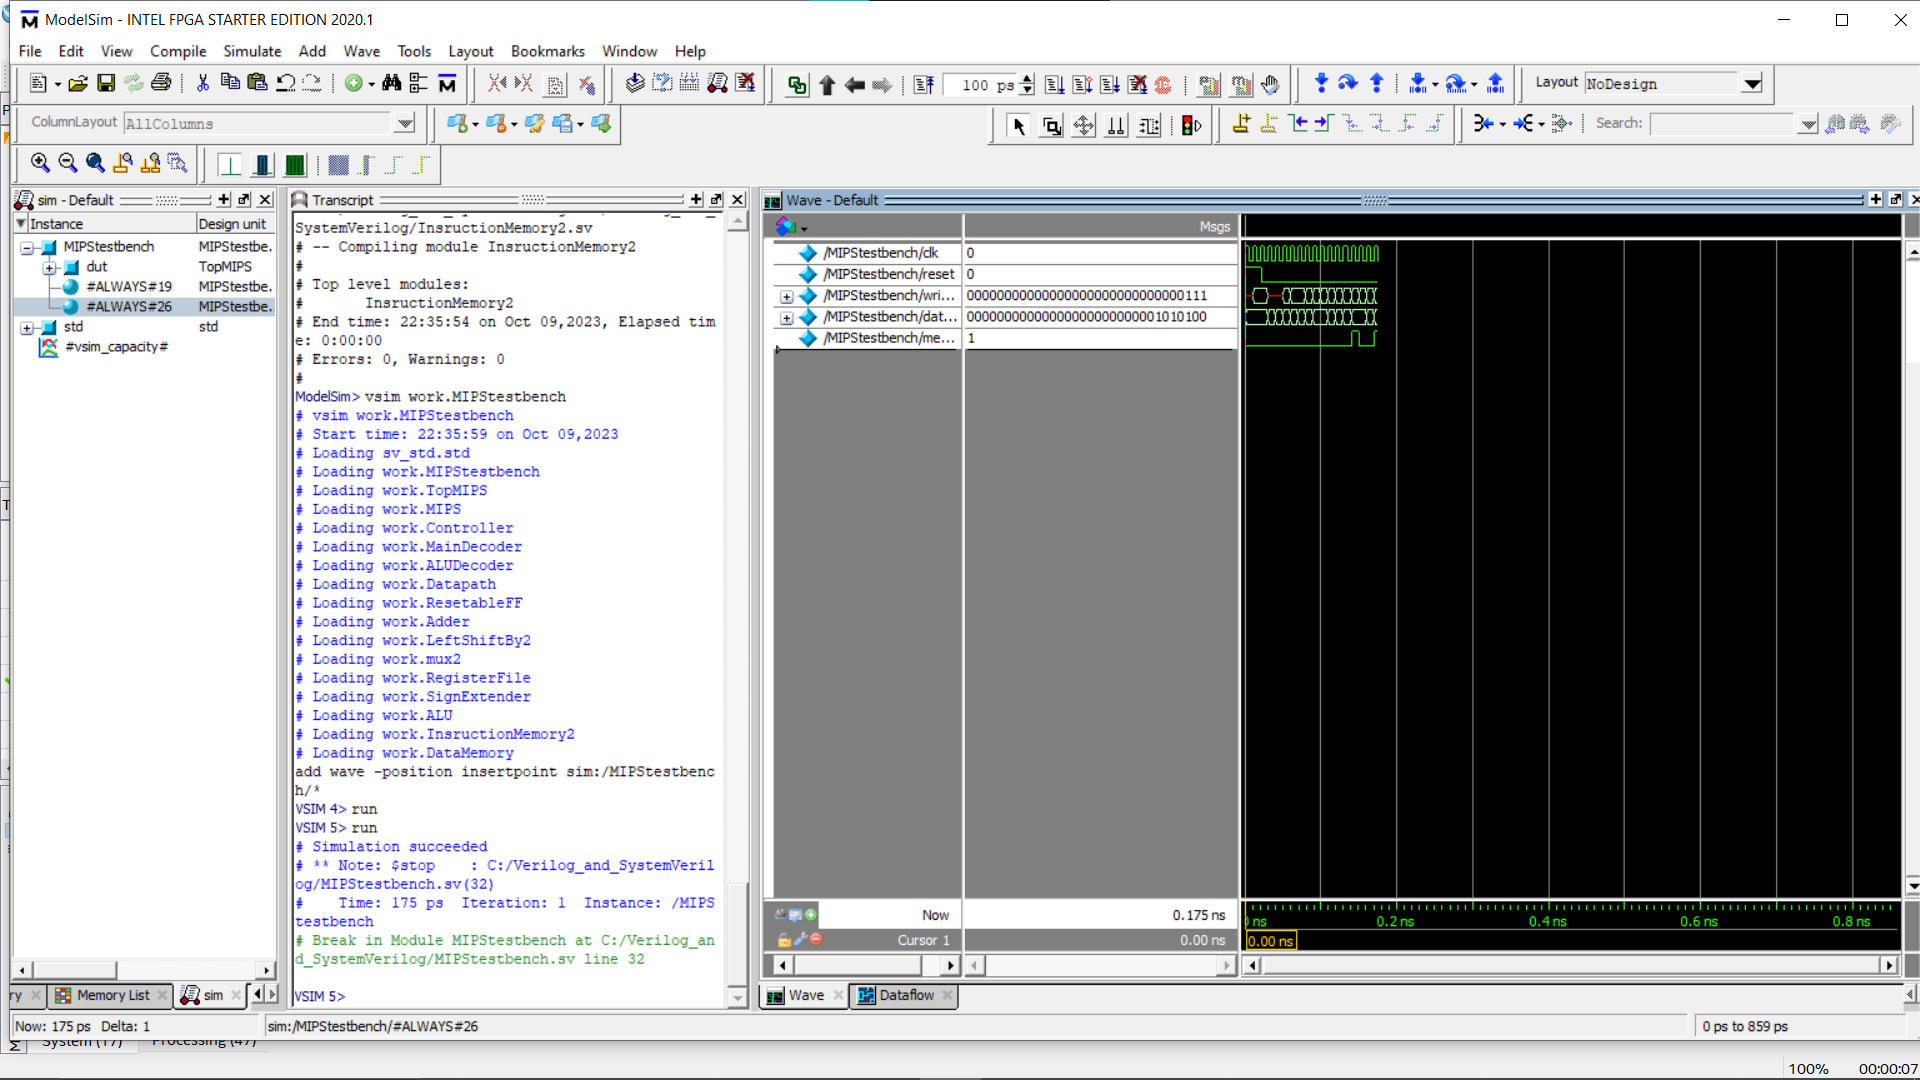 ModelSim - INTEL FPGA STARTER EDITION 2020.1
File Edit View Compile Simulate Add Wave Tools Layout Bookmarks Window Help
100 ps
Layout NoDesign
ColumnLayout AllColumns
Search:
sim - Default
Instance Design unit
MIPStestbench MIPStestbe.
dut TopMIPS
#ALWAYS#19 MIPStestbe.
#ALWAYS#26 MIPStestbe.
std std
#vsim_capacity#
Transcript
SystemVerilog/InsructionMemory2.sv
# -- Compiling module InsructionMemory2
#
# Top level modules:
# InsructionMemory2
# End time: 22:35:54 on Oct 09,2023, Elapsed tim
e: 0:00:00
# Errors: 0, Warnings: 0
#
ModelSim> vsim work.MIPStestbench
# vsim work.MIPStestbench
# Start time: 22:35:59 on Oct 09,2023
# Loading sv_std.std
# Loading work.MIPStestbench
# Loading work.TopMIPS
# Loading work.MIPS
# Loading work.Controller
# Loading work.MainDecoder
# Loading work.ALUDecoder
# Loading work.Datapath
# Loading work.ResetableFF
# Loading work.Adder
# Loading work.LeftShiftBy2
# Loading work.mux2
# Loading work.RegisterFile
# Loading work.SignExtender
# Loading work.ALU
# Loading work.InsructionMemory2
# Loading work.DataMemory
add wave -position insertpoint sim:/MIPStestbenc
h/*
VSIM 4> run
VSIM 5> run
# Simulation succeeded
# ** Note: $stop : C:/Verilog_and_SystemVeril
og/MIPStestbench.sv(32)
# Time: 175 ps Iteration: 1 Instance: /MIPS
testbench
# Break in Module MIPStestbench at C:/Verilog_an
d_SystemVerilog/MIPStestbench.sv line 32
VSIM 5>
Wave - Default
Msgs
/MIPStestbench/clk 0
/MIPStestbench/reset 0
/MIPStestbench/wri... 00000000000000000000000000000111
/MIPStestbench/dat... 00000000000000000000000001010100
/MIPStestbench/me... 1
Now 0.175 ns
Cursor 1 0.00 ns
ns 0.2 ns 0.4 ns 0.6 ns 0.8 ns
0.00 ns
ry Memory List sim
Wave Dataflow
Now: 175 ps Delta: 1
sim:/MIPStestbench/#ALWAYS#26
0 ps to 859 ps
System (17) Processing (47)
100% 00:00:07